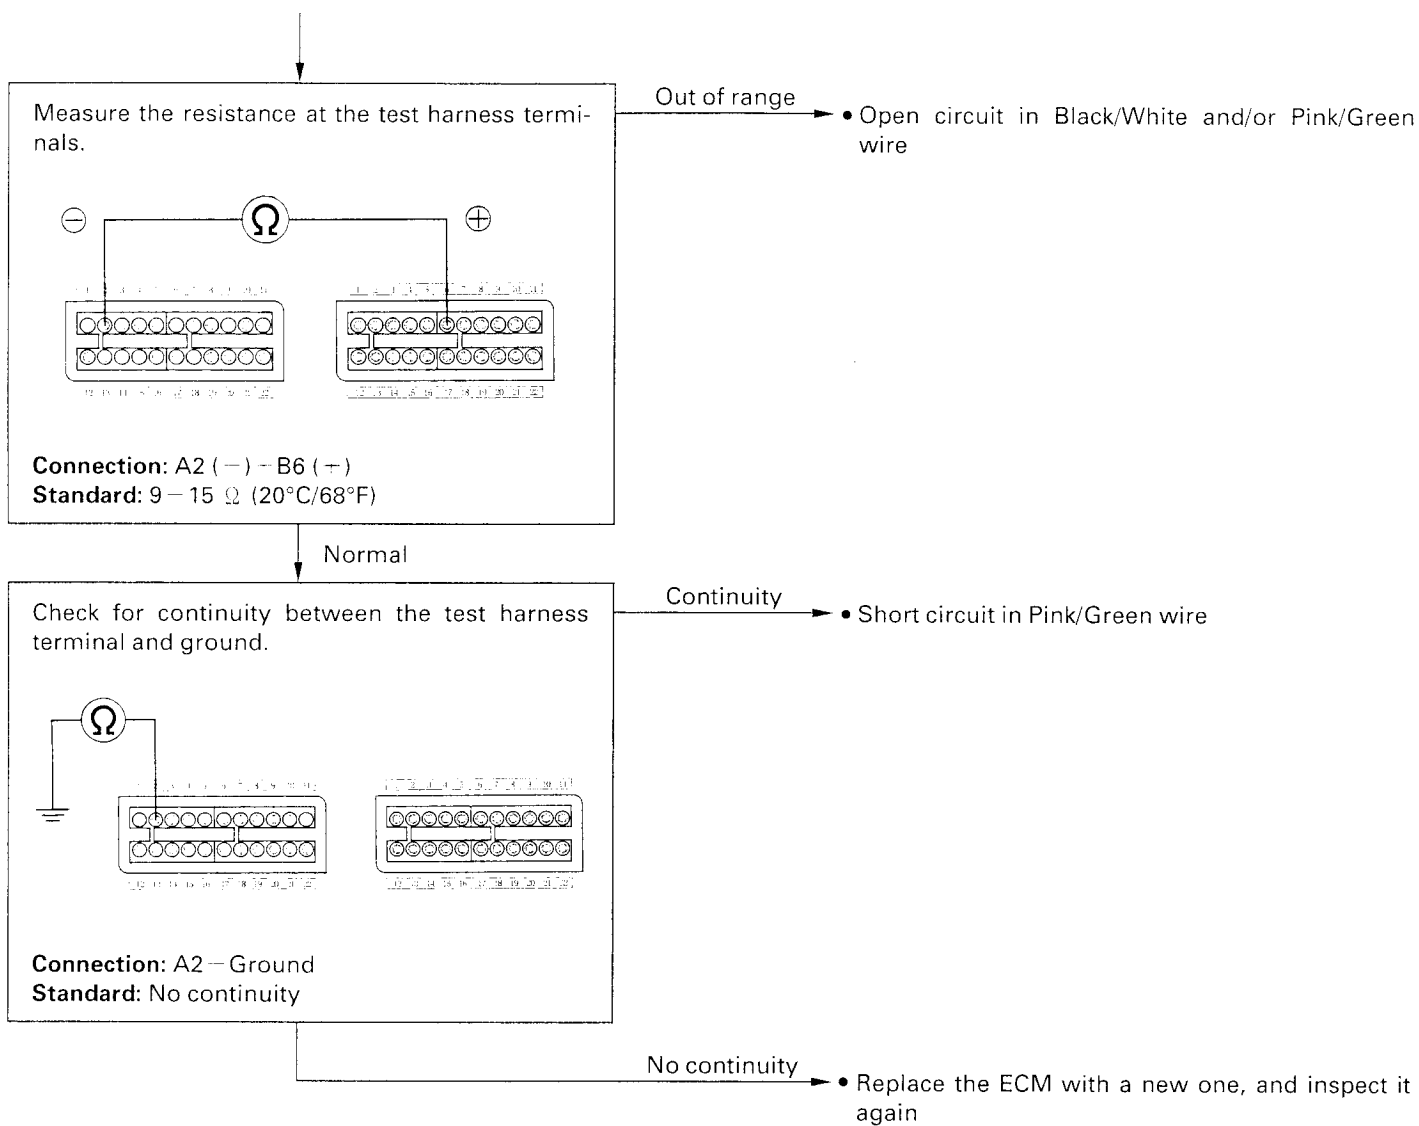 Measure the resistance at the test harness termi-
nals.
Out of range
• Open circuit in Black/White and/or Pink/Green
wire
⊖ Ω ⊕
Connection: A2 (−) – B6 (+)
Standard: 9 – 15 Ω (20°C/68°F)
Normal
Check for continuity between the test harness
terminal and ground.
Continuity
• Short circuit in Pink/Green wire
Ω
Connection: A2 – Ground
Standard: No continuity
No continuity
• Replace the ECM with a new one, and inspect it
again